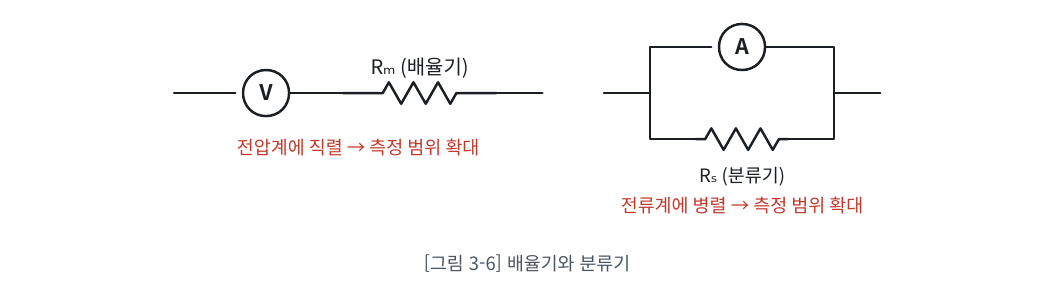 V
Rₘ (배율기)
전압계에 직렬 → 측정 범위 확대
A
Rₛ (분류기)
전류계에 병렬 → 측정 범위 확대
[그림 3-6] 배율기와 분류기